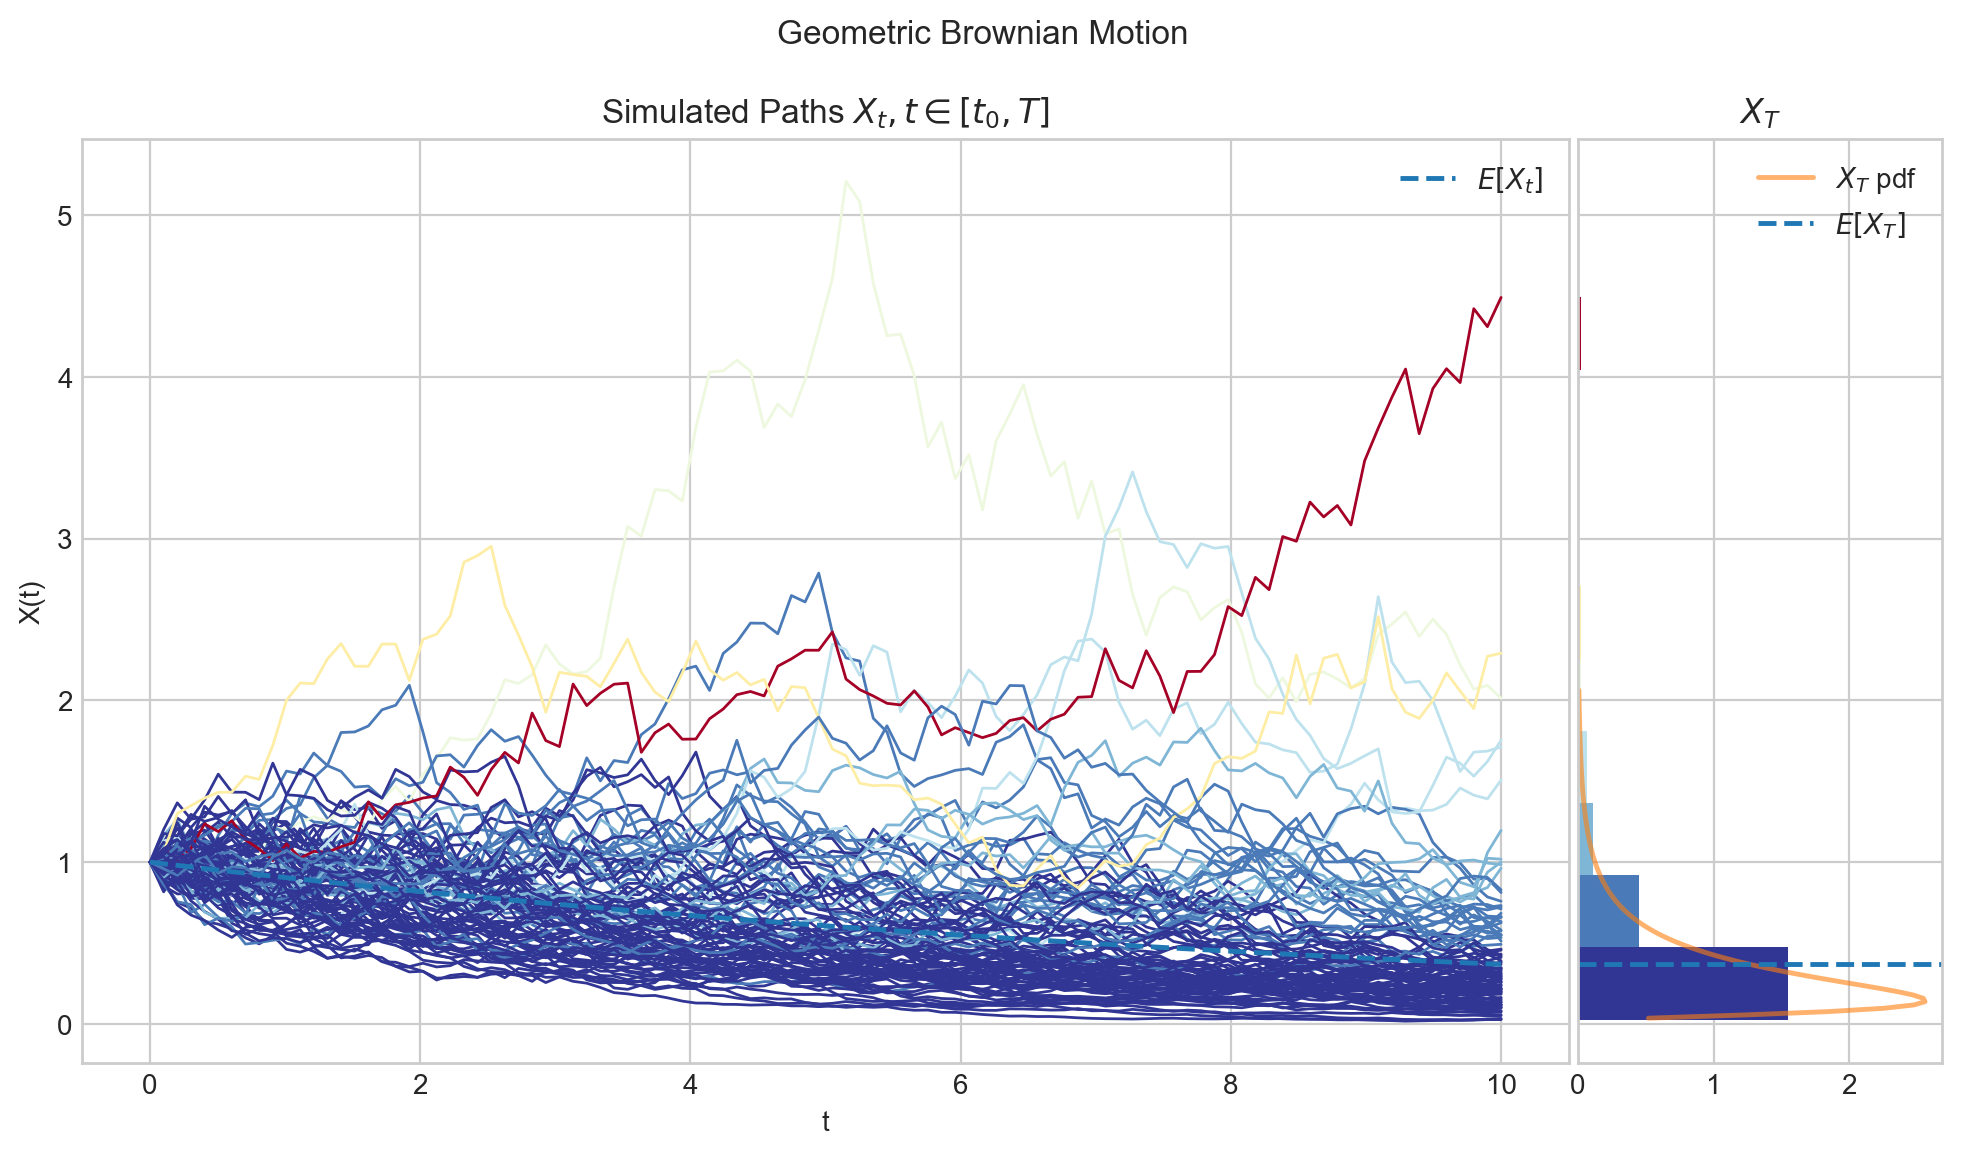 Geometric Brownian Motion
Simulated Paths $X_t, t \in [t_0, T]$
$X_T$
$E[X_t]$
$X_T$ pdf
$E[X_T]$
X(t)
5
4
3
2
1
0
0 2 4 6 8 10
t
0 1 2